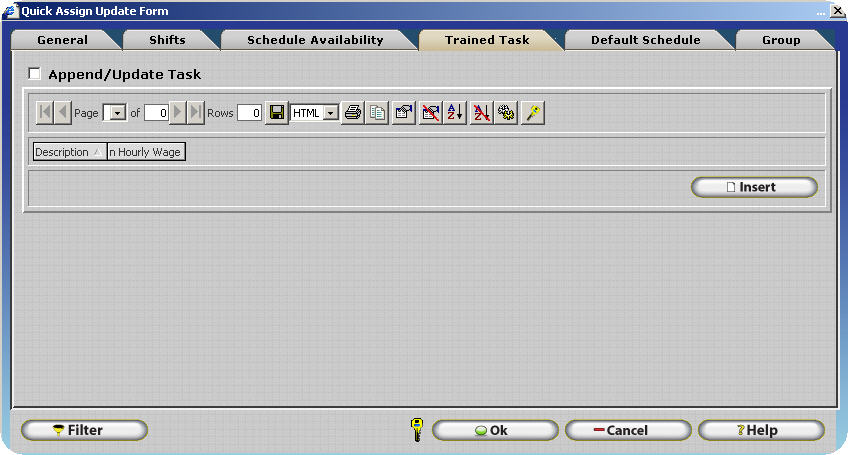 Quick Assign Update Form ...
General Shifts Schedule Availability Trained Task Default Schedule Group
Append/Update Task
Page of 0 Rows 0 HTML
Description n Hourly Wage
Insert
Filter Ok Cancel ?Help